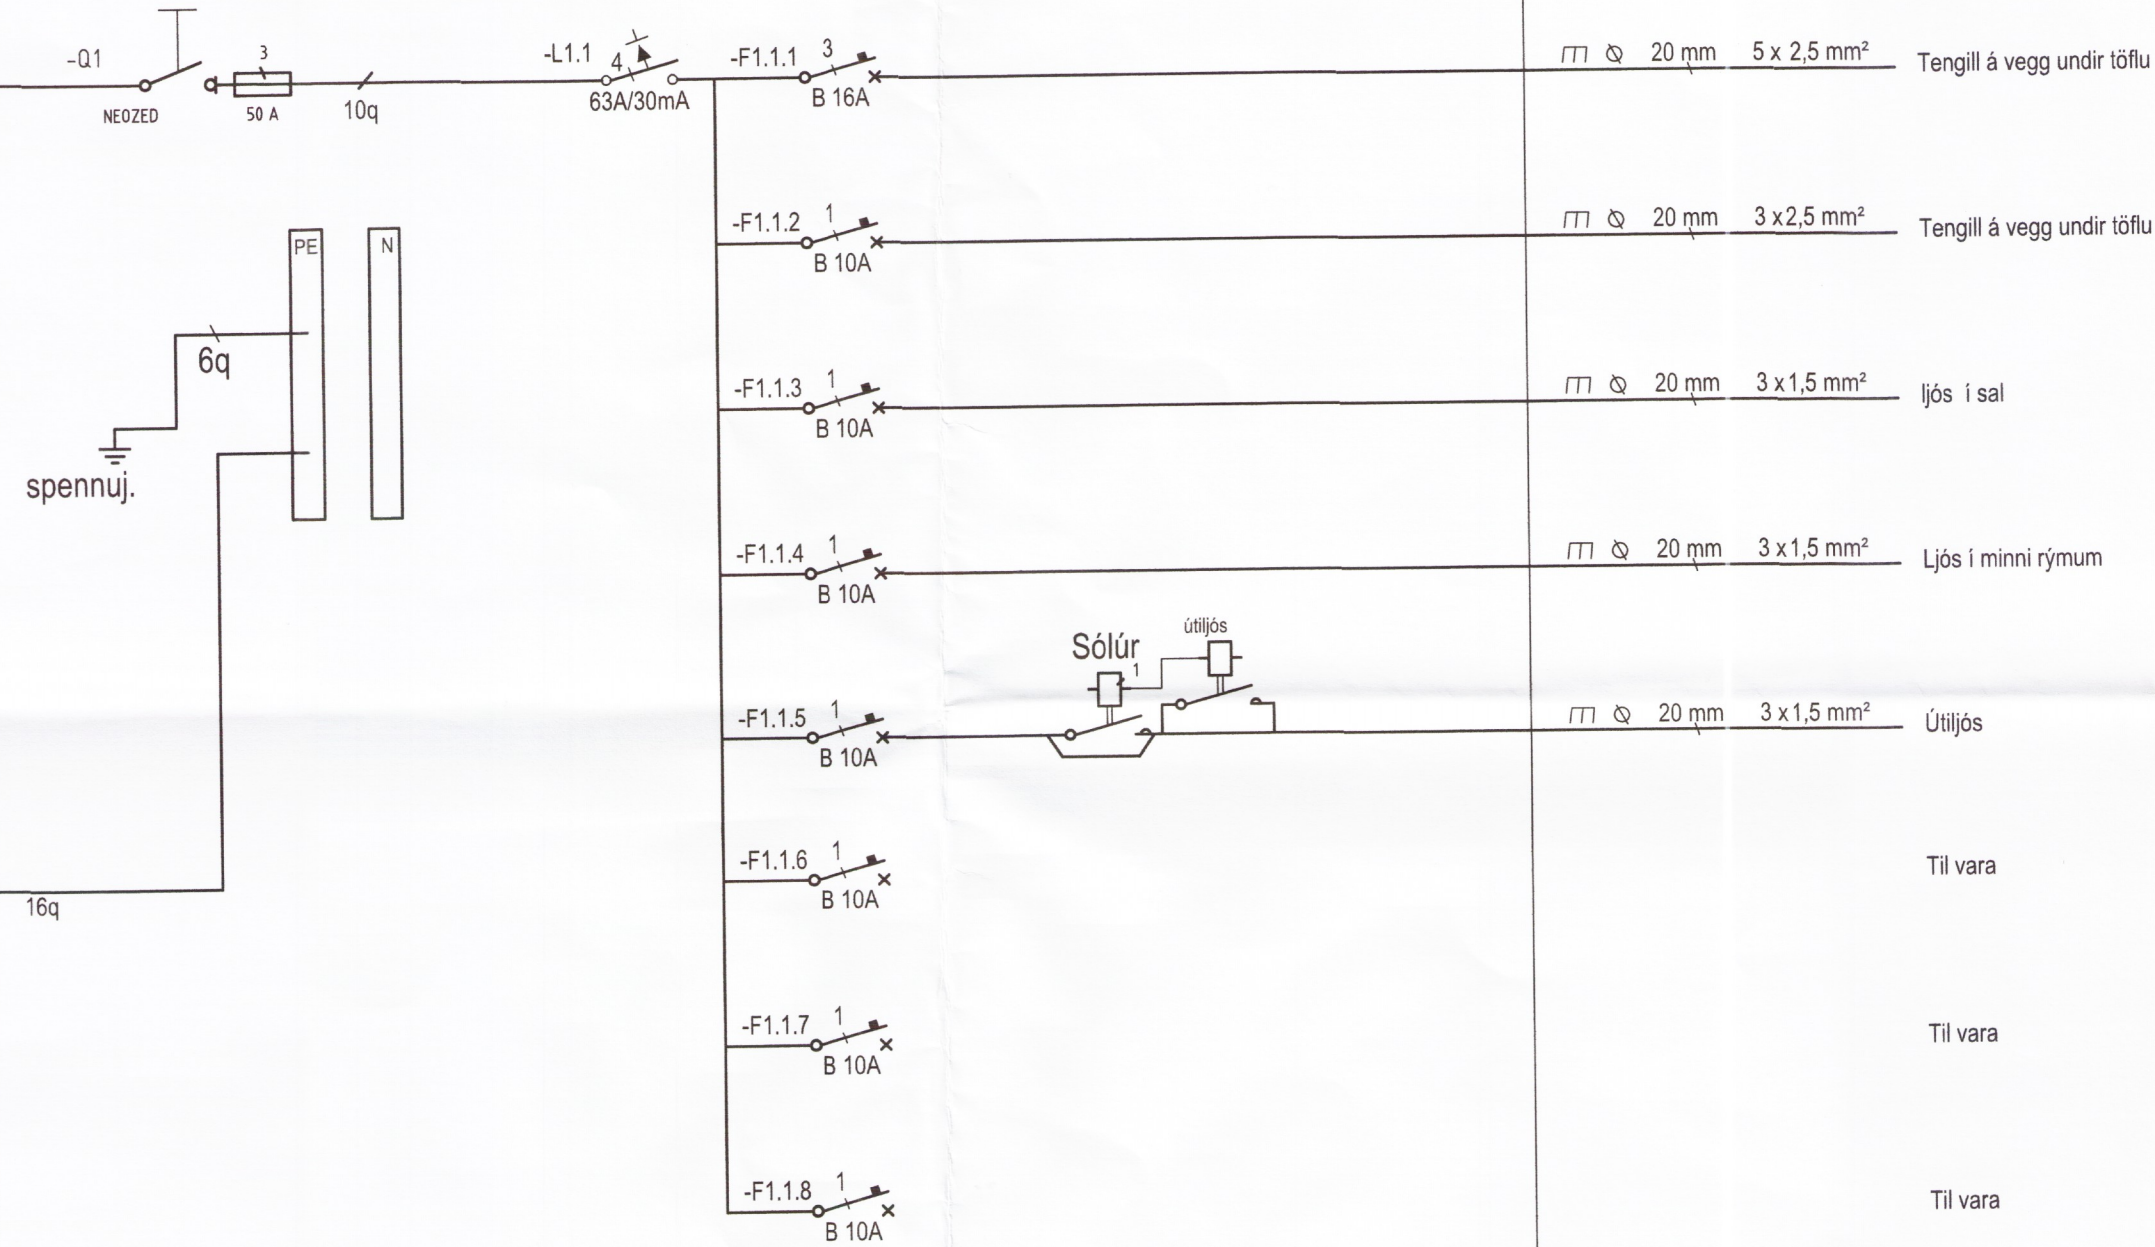 -Q1
3
NEOZED
50 A
10q
-L1.1
4
63A/30mA
-F1.1.1
3
B 16A
20 mm 5 x 2,5 mm²
Tengill á vegg undir töflu
-F1.1.2
1
B 10A
20 mm 3 x 2,5 mm²
Tengill á vegg undir töflu
PE
N
6q
spennuj.
16q
-F1.1.3
1
B 10A
20 mm 3 x 1,5 mm²
ljós í sal
-F1.1.4
1
B 10A
20 mm 3 x 1,5 mm²
Ljós í minni rýmum
Sólúr
1
útiljós
-F1.1.5
1
B 10A
20 mm 3 x 1,5 mm²
Útiljós
-F1.1.6
1
B 10A
Til vara
-F1.1.7
1
B 10A
Til vara
-F1.1.8
1
B 10A
Til vara